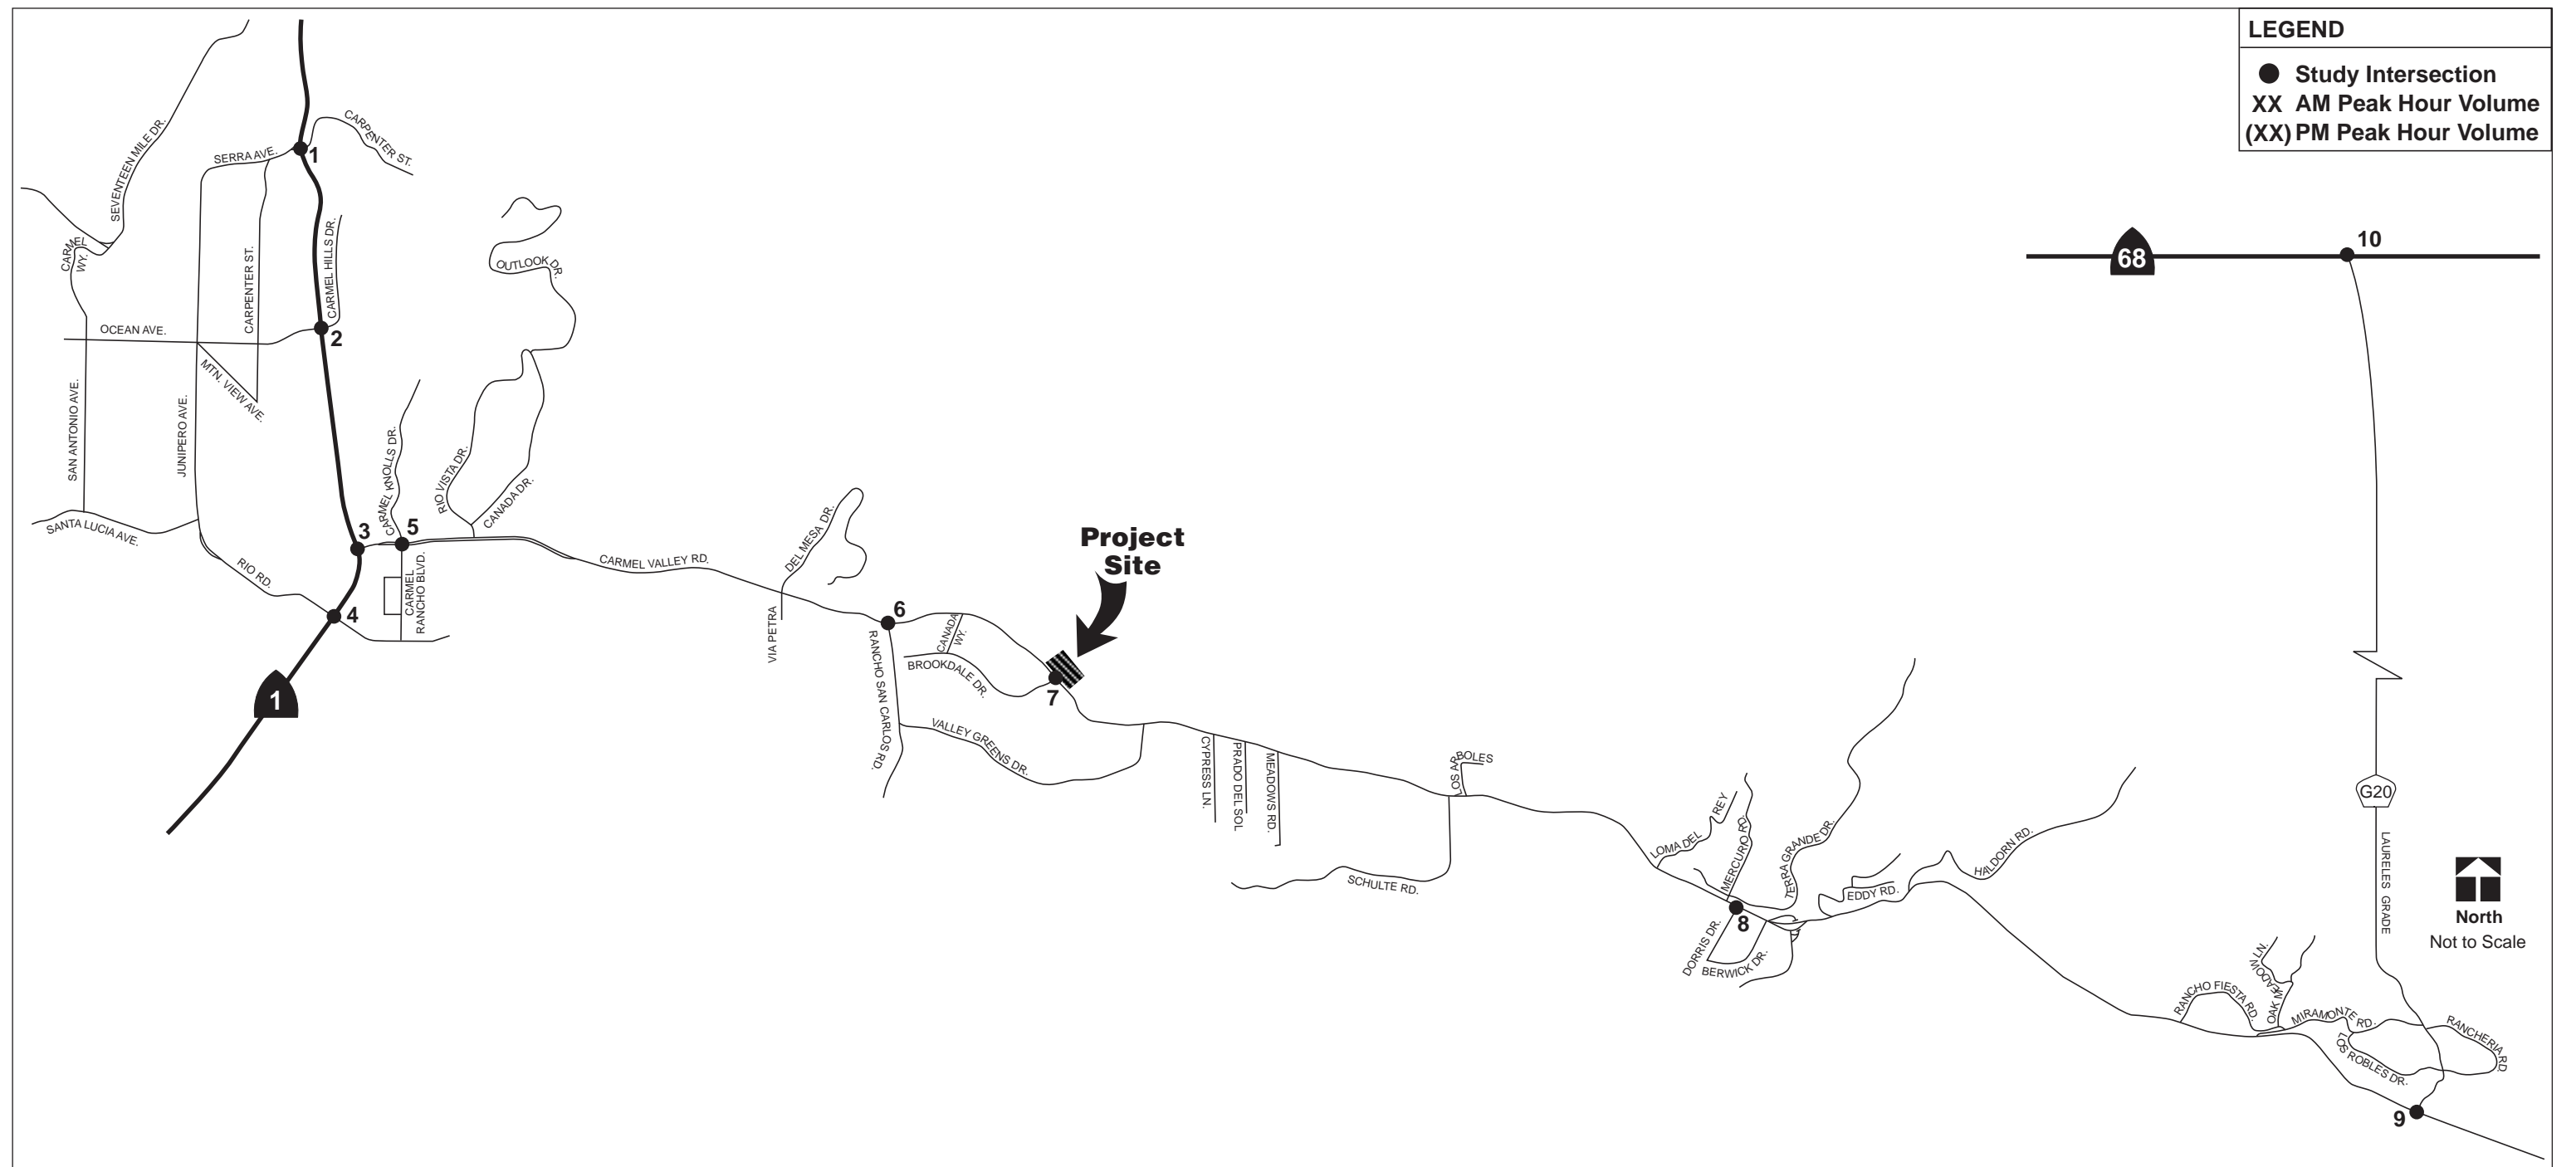 LEGEND
Study Intersection
XX AM Peak Hour Volume
(XX) PM Peak Hour Volume
SEVENTEEN MILE DR.
SERRA AVE.
1
CARPENTER ST.
CARMEL
WY.
CARPENTER ST.
CARMEL HILLS DR.
OUTLOOK DR.
68
10
OCEAN AVE.
2
MTN. VIEW AVE.
SAN ANTONIO AVE.
JUNIPERO AVE.
CARMEL KNOLLS DR.
RIO VISTA DR.
CANADA DR.
SANTA LUCIA AVE.
3
5
RIO RD.
CARMEL
RANCHO BLVD.
4
1
CARMEL VALLEY RD.
DEL MESA DR.
VIA PETRA
6
RANCHO SAN CARLOS RD.
CANADA
WY.
BROOKDALE DR.
Project
Site
7
VALLEY GREENS DR.
CYPRESS LN.
PRADO DEL SOL
MEADOWS RD.
LOS ARBOLES
SCHULTE RD.
LOMA DEL REY
MERCURIO RD.
TERRA GRANDE DR.
8
DORRIS DR.
BERWICK DR.
EDDY RD.
HALDORN RD.
G20
LAURELES GRADE
North
Not to Scale
RANCHO FIESTA RD.
OAK MEADOW LN.
MIRAMONTE RD.
LOS ROBLES DR.
RANCHERIA RD.
9